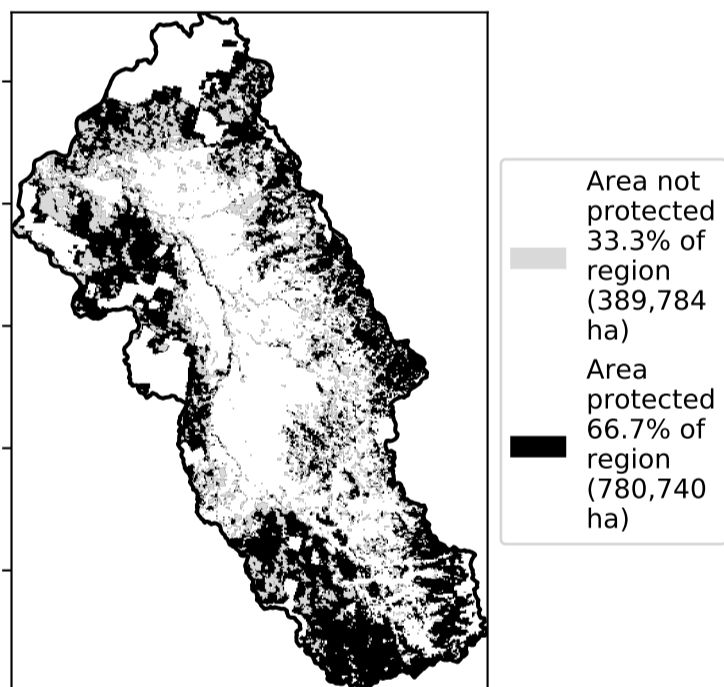 Area not
protected
33.3% of
region
(389,784
ha)
Area
protected
66.7% of
region
(780,740
ha)